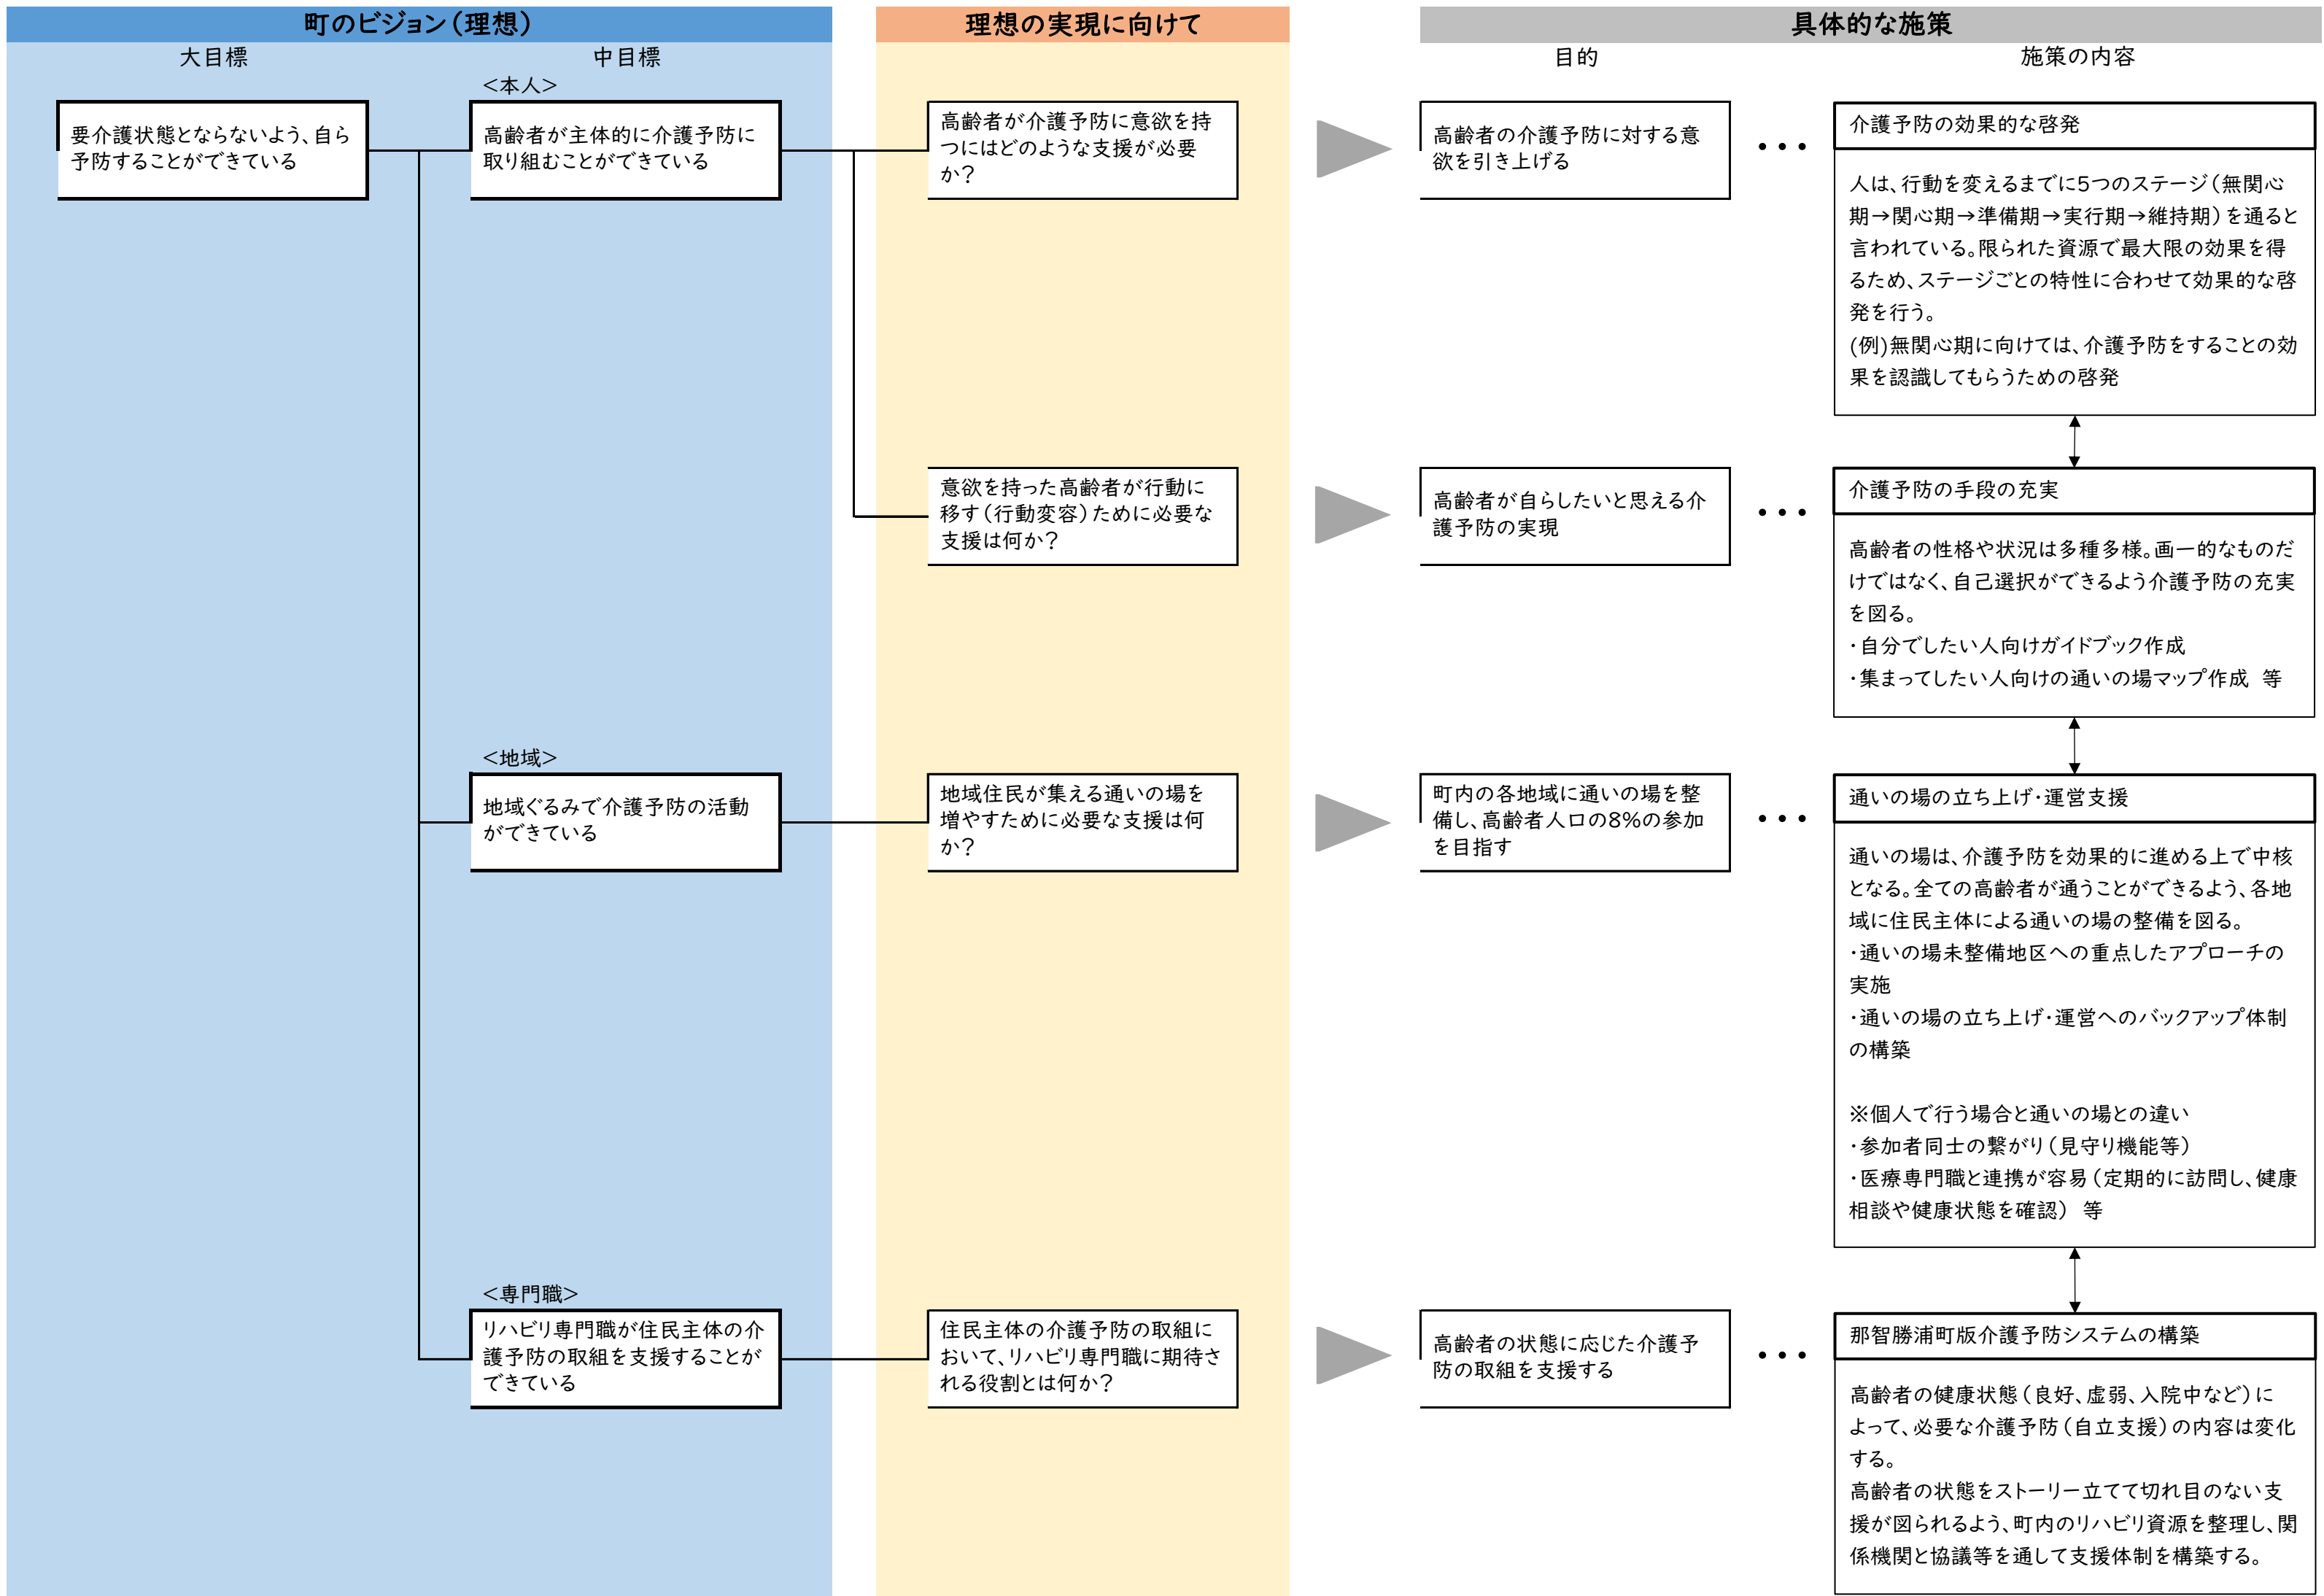 町のビジョン（理想）
理想の実現に向けて
具体的な施策
大目標
中目標
目的
施策の内容
<本人>
要介護状態とならないよう、自ら
予防することができている
高齢者が主体的に介護予防に
取り組むことができている
高齢者が介護予防に意欲を持
つにはどのような支援が必要
か？
高齢者の介護予防に対する意
欲を引き上げる
・・・
介護予防の効果的な啓発
人は、行動を変えるまでに5つのステージ（無関心
期→関心期→準備期→実行期→維持期）を通ると
言われている。限られた資源で最大限の効果を得
るため、ステージごとの特性に合わせて効果的な啓
発を行う。
(例)無関心期に向けては、介護予防をすることの効
果を認識してもらうための啓発
意欲を持った高齢者が行動に
移す（行動変容）ために必要な
支援は何か？
高齢者が自らしたいと思える介
護予防の実現
・・・
介護予防の手段の充実
高齢者の性格や状況は多種多様。画一的なものだ
けではなく、自己選択ができるよう介護予防の充実
を図る。
・自分でしたい人向けガイドブック作成
・集まってしたい人向けの通いの場マップ作成　等
<地域>
地域ぐるみで介護予防の活動
ができている
地域住民が集える通いの場を
増やすために必要な支援は何
か？
町内の各地域に通いの場を整
備し、高齢者人口の8%の参加
を目指す
・・・
通いの場の立ち上げ・運営支援
通いの場は、介護予防を効果的に進める上で中核
となる。全ての高齢者が通うことができるよう、各地
域に住民主体による通いの場の整備を図る。
・通いの場未整備地区への重点したアプローチの
実施
・通いの場の立ち上げ・運営へのバックアップ体制
の構築
※個人で行う場合と通いの場との違い
・参加者同士の繋がり（見守り機能等）
・医療専門職と連携が容易（定期的に訪問し、健康
相談や健康状態を確認）　等
<専門職>
リハビリ専門職が住民主体の介
護予防の取組を支援することが
できている
住民主体の介護予防の取組に
おいて、リハビリ専門職に期待さ
れる役割とは何か？
高齢者の状態に応じた介護予
防の取組を支援する
・・・
那智勝浦町版介護予防システムの構築
高齢者の健康状態（良好、虚弱、入院中など）に
よって、必要な介護予防（自立支援）の内容は変化
する。
高齢者の状態をストーリー立てて切れ目のない支
援が図られるよう、町内のリハビリ資源を整理し、関
係機関と協議等を通して支援体制を構築する。